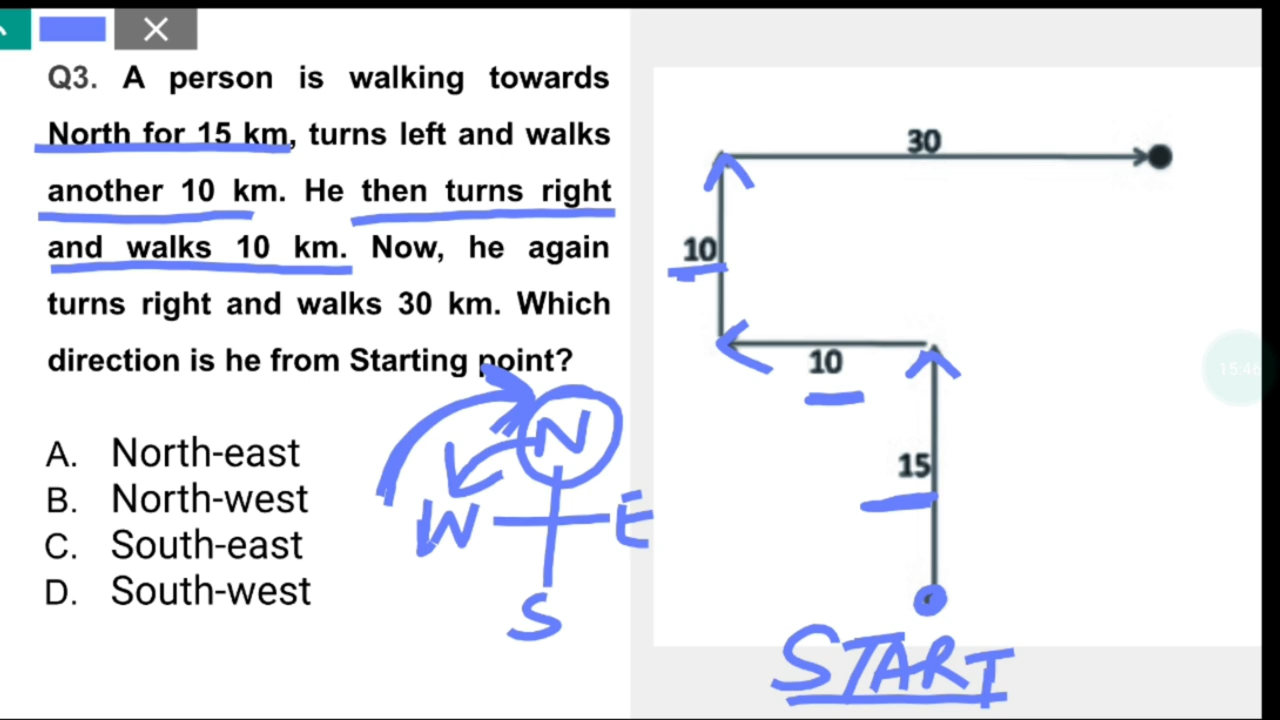 Q3. A person is walking towards
North for 15 km, turns left and walks
another 10 km. He then turns right
and walks 10 km. Now, he again
turns right and walks 30 km. Which
direction is he from Starting point?
A. North-east
B. North-west
C. South-east
D. South-west
N
W E
S
30
10
10
15
START
15:46